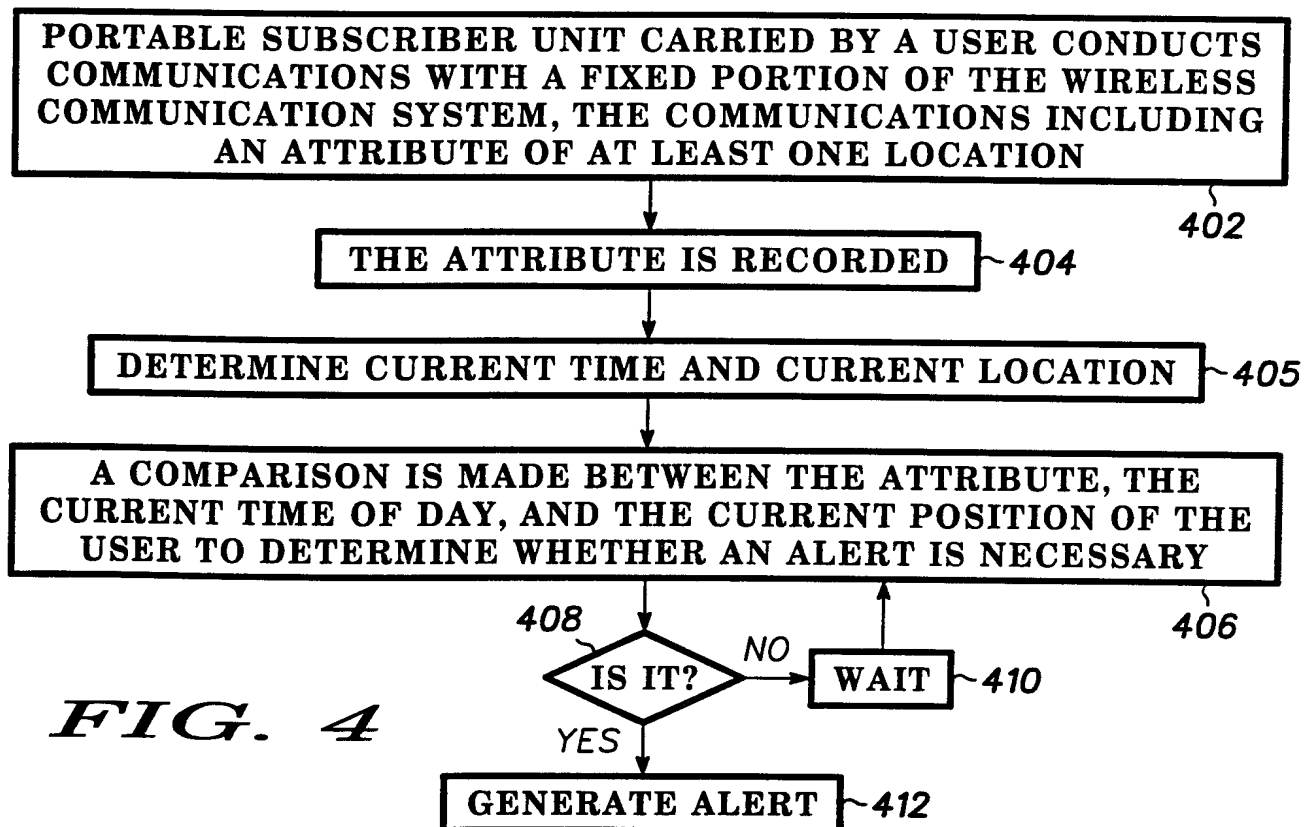 PORTABLE SUBSCRIBER UNIT CARRIED BY A USER CONDUCTS
COMMUNICATIONS WITH A FIXED PORTION OF THE WIRELESS
COMMUNICATION SYSTEM, THE COMMUNICATIONS INCLUDING
AN ATTRIBUTE OF AT LEAST ONE LOCATION
402
THE ATTRIBUTE IS RECORDED
404
DETERMINE CURRENT TIME AND CURRENT LOCATION
405
A COMPARISON IS MADE BETWEEN THE ATTRIBUTE, THE
CURRENT TIME OF DAY, AND THE CURRENT POSITION OF THE
USER TO DETERMINE WHETHER AN ALERT IS NECESSARY
406
408
IS IT?
NO
WAIT
410
YES
GENERATE ALERT
412
FIG. 4